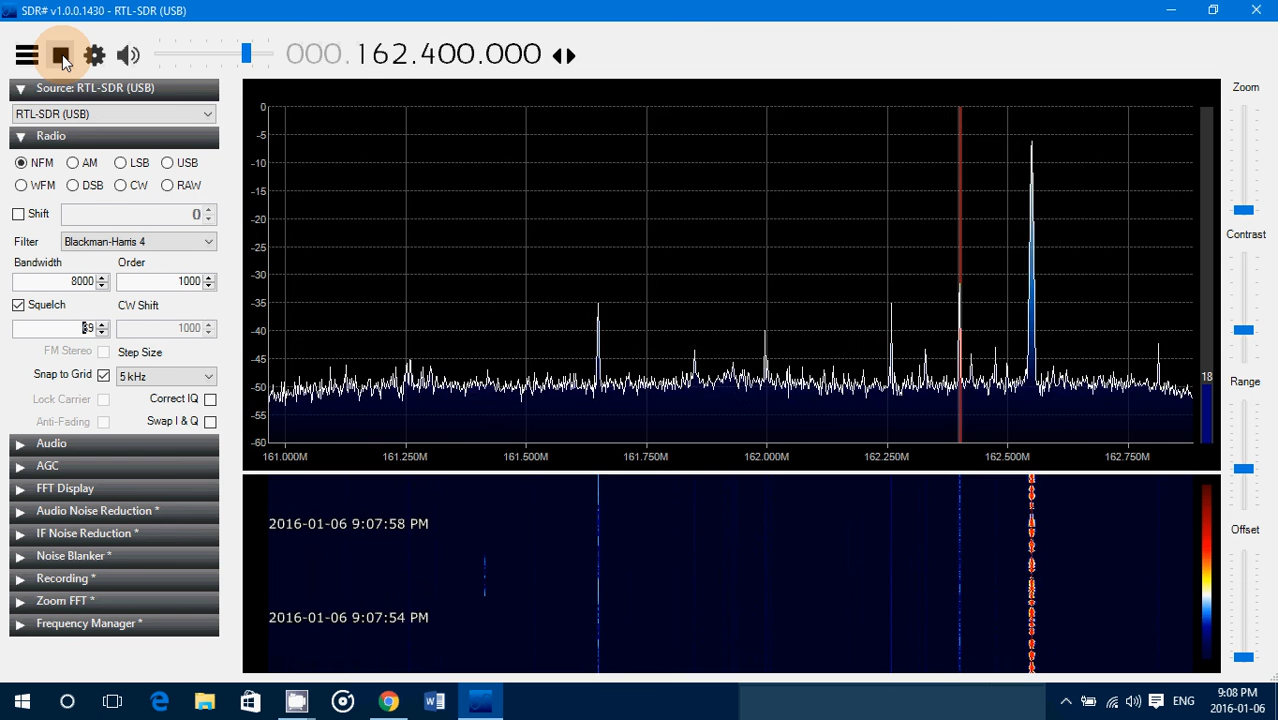 SDR# v1.0.0.1430 - RTL-SDR (USB)
000.162.400.000
Source: RTL-SDR (USB)
RTL-SDR (USB)
Radio
NFM AM LSB USB
WFM DSB CW RAW
Shift 0
Filter Blackman-Harris 4
Bandwidth Order
8000 1000
Squelch CW Shift
39 1000
FM Stereo Step Size
Snap to Grid 5 kHz
Lock Carrier Correct IQ
Anti-Fading Swap I & Q
Audio
AGC
FFT Display
Audio Noise Reduction *
IF Noise Reduction *
Noise Blanker *
Recording *
Zoom FFT *
Frequency Manager *
0
-5
-10
-15
-20
-25
-30
-35
-40
-45
-50
-55
-60
161.000M 161.250M 161.500M 161.750M 162.000M 162.250M 162.500M 162.750M
18
2016-01-06 9:07:58 PM
2016-01-06 9:07:54 PM
Zoom
Contrast
Range
Offset
ENG
9:08 PM
2016-01-06